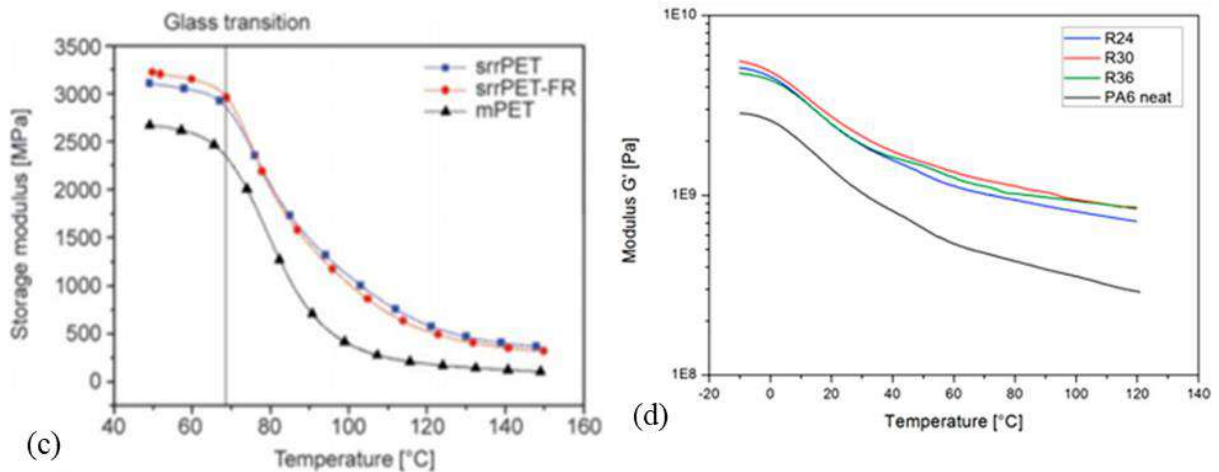 Glass transition
3500
3000
2500
2000
1500
1000
500
0
Storage modulus [MPa]
srrPET
srrPET-FR
mPET
40
60
80
100
120
140
160
Temperature [°C]
(c)
1E10
1E9
1E8
Modulus G' [Pa]
R24
R30
R36
PA6 neat
-20
0
20
40
60
80
100
120
140
Temperature [°C]
(d)